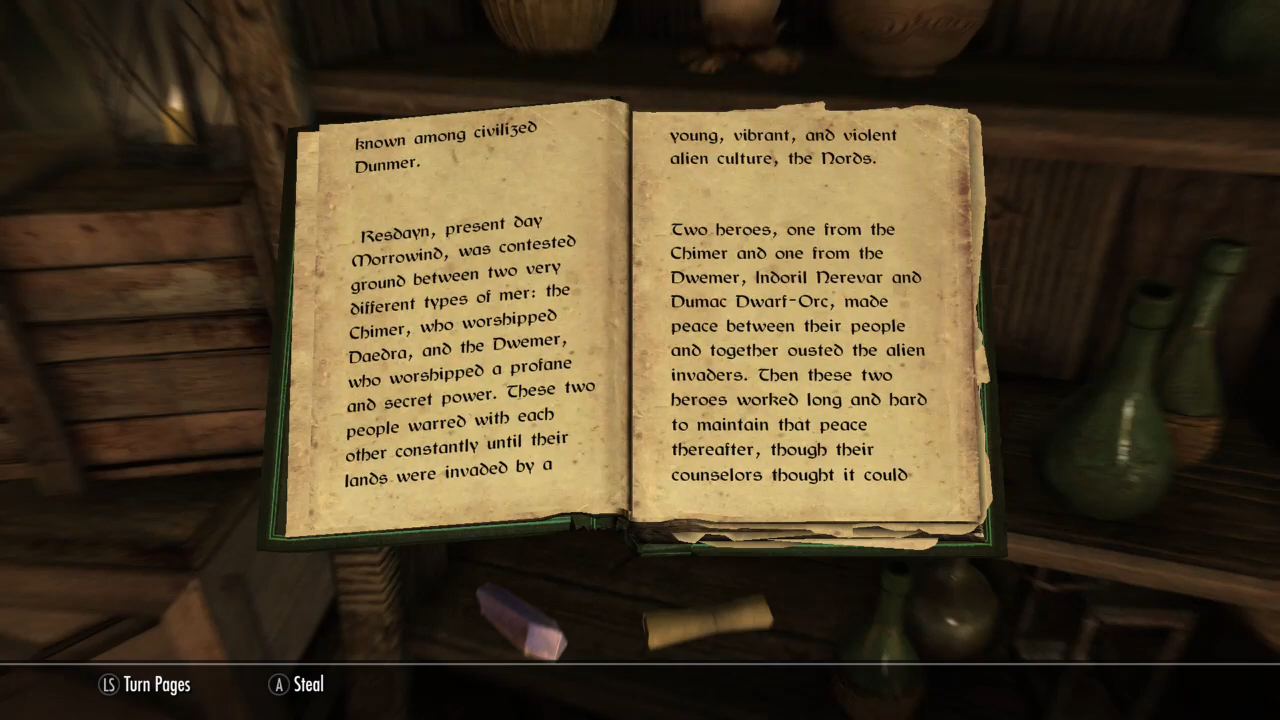 known among civilized
Dunmer.
Resdayn, present day
Morrowind, was contested
ground between two very
different types of mer: the
Chimer, who worshipped
Daedra, and the Dwemer,
who worshipped a profane
and secret power. These two
people warred with each
other constantly until their
lands were invaded by a
young, vibrant, and violent
alien culture, the Nords.
Two heroes, one from the
Chimer and one from the
Dwemer, Indoril Nerevar and
Dumac Dwarf-Orc, made
peace between their people
and together ousted the alien
invaders. Then these two
heroes worked long and hard
to maintain that peace
thereafter, though their
counselors thought it could
LS Turn Pages
A Steal